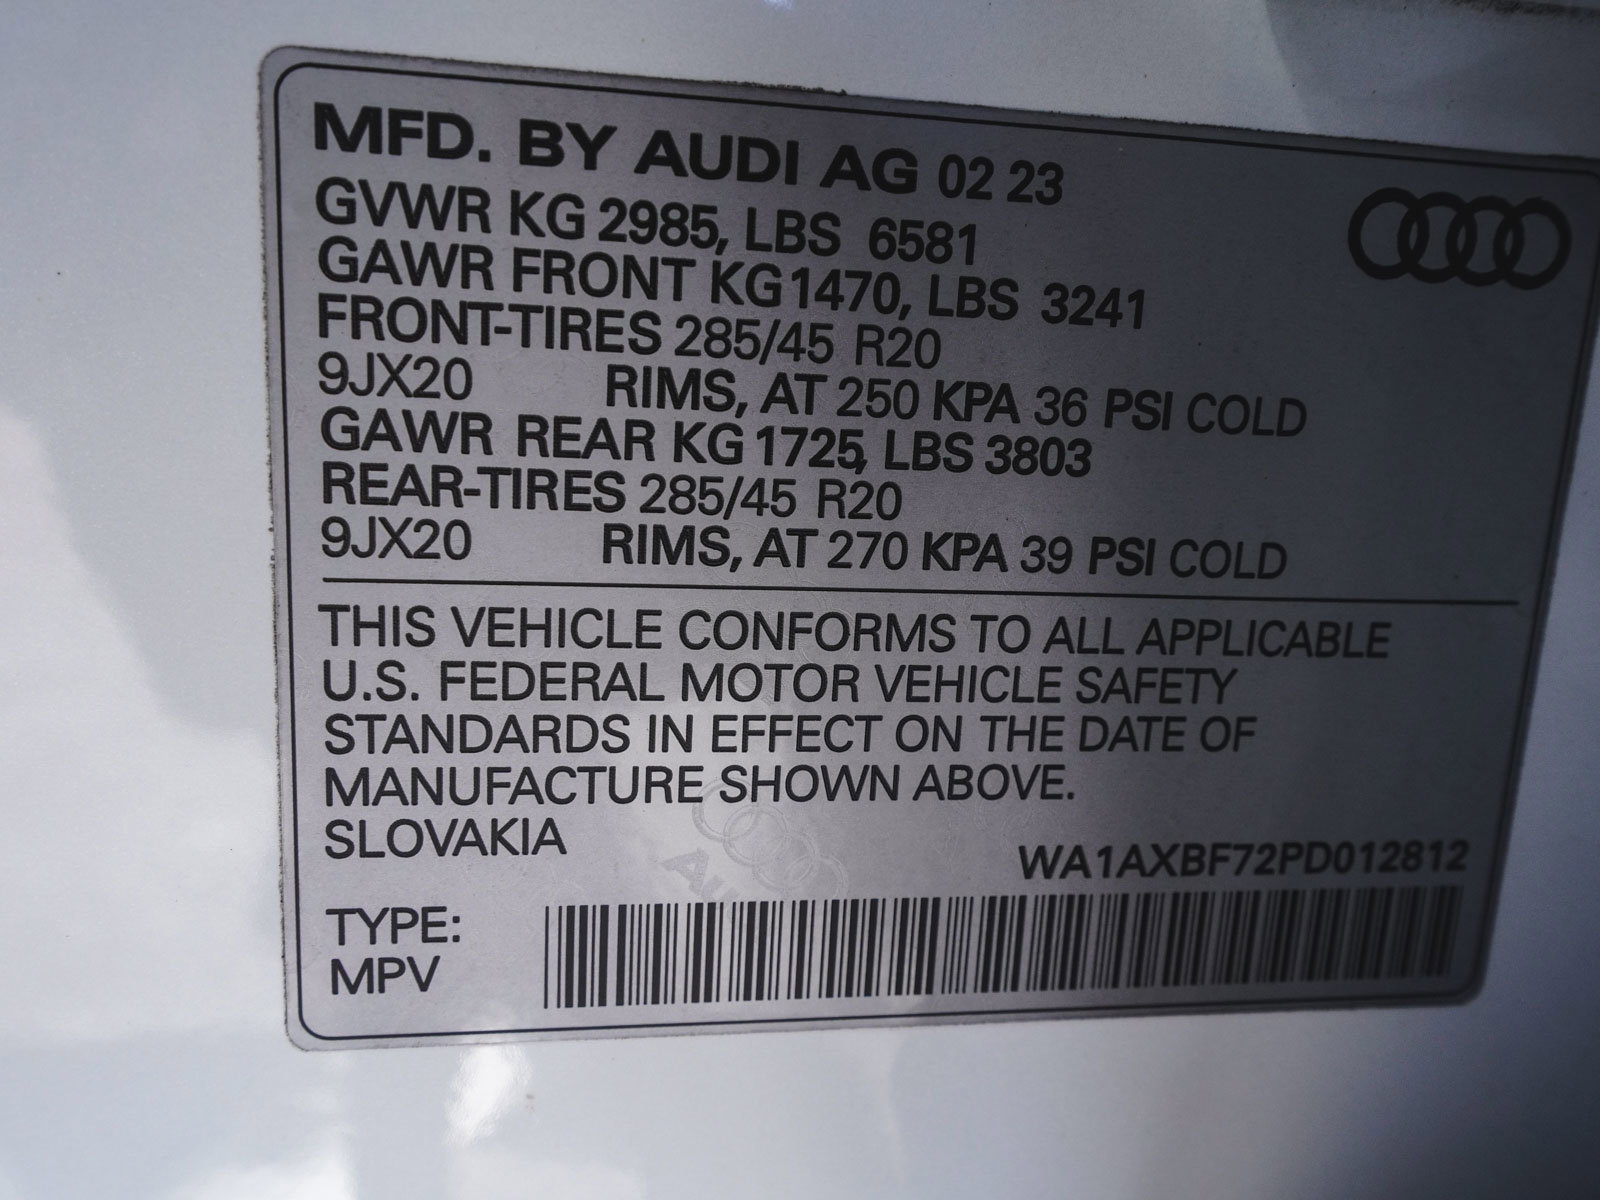 MFD. BY AUDI AG 02 23
GVWR KG 2985, LBS 6581
GAWR FRONT KG 1470, LBS 3241
FRONT-TIRES 285/45 R20
9JX20 RIMS, AT 250 KPA 36 PSI COLD
GAWR REAR KG 1725, LBS 3803
REAR-TIRES 285/45 R20
9JX20 RIMS, AT 270 KPA 39 PSI COLD
THIS VEHICLE CONFORMS TO ALL APPLICABLE
U.S. FEDERAL MOTOR VEHICLE SAFETY
STANDARDS IN EFFECT ON THE DATE OF
MANUFACTURE SHOWN ABOVE.
SLOVAKIA
WA1AXBF72PD012812
TYPE:
MPV